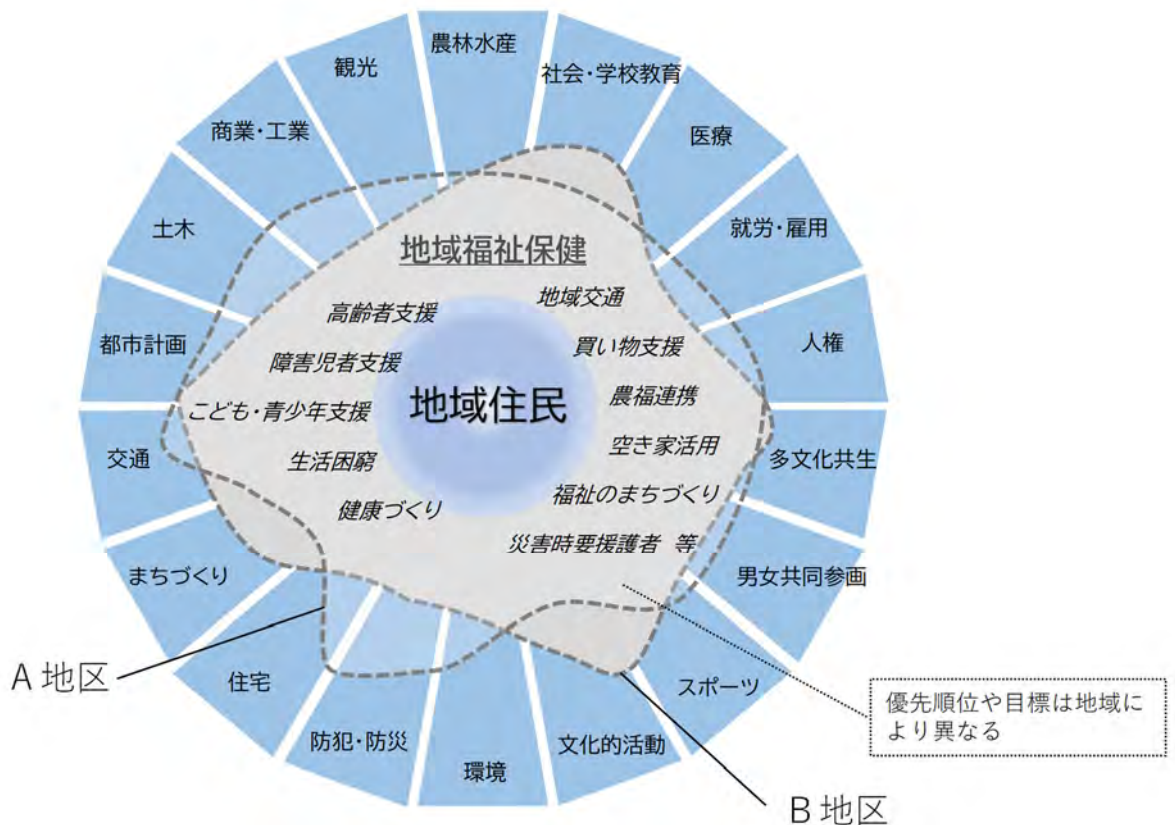 農林水産
社会・学校教育
医療
就労・雇用
人権
多文化共生
男女共同参画
スポーツ
文化的活動
環境
防犯・防災
住宅
まちづくり
交通
都市計画
土木
商業・工業
観光
地域福祉保健
高齢者支援
障害児者支援
こども・青少年支援
生活困窮
健康づくり
地域住民
地域交通
買い物支援
農福連携
空き家活用
福祉のまちづくり
災害時要援護者 等
A地区
B地区
優先順位や目標は地域に
より異なる